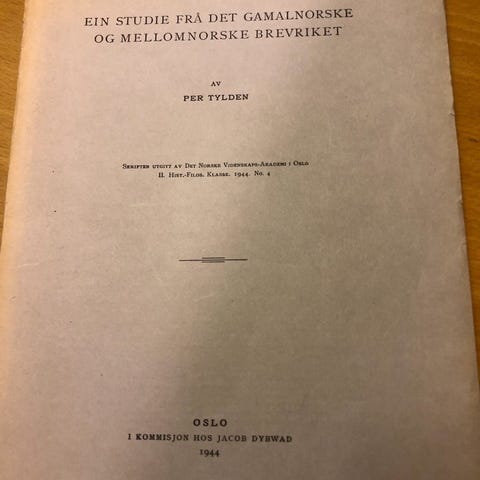 EIN STUDIE FRÅ DET GAMALNORSKE
OG MELLOMNORSKE BREVRIKET
AV
PER TYLDEN
SKRIFTER UTGITT AV DET NORSKE VIDENSKAPS-AKADEMI I OSLO
II. HIST.-FILOS. KLASSE. 1944. No. 4
OSLO
I KOMMISJON HOS JACOB DYBWAD
1944